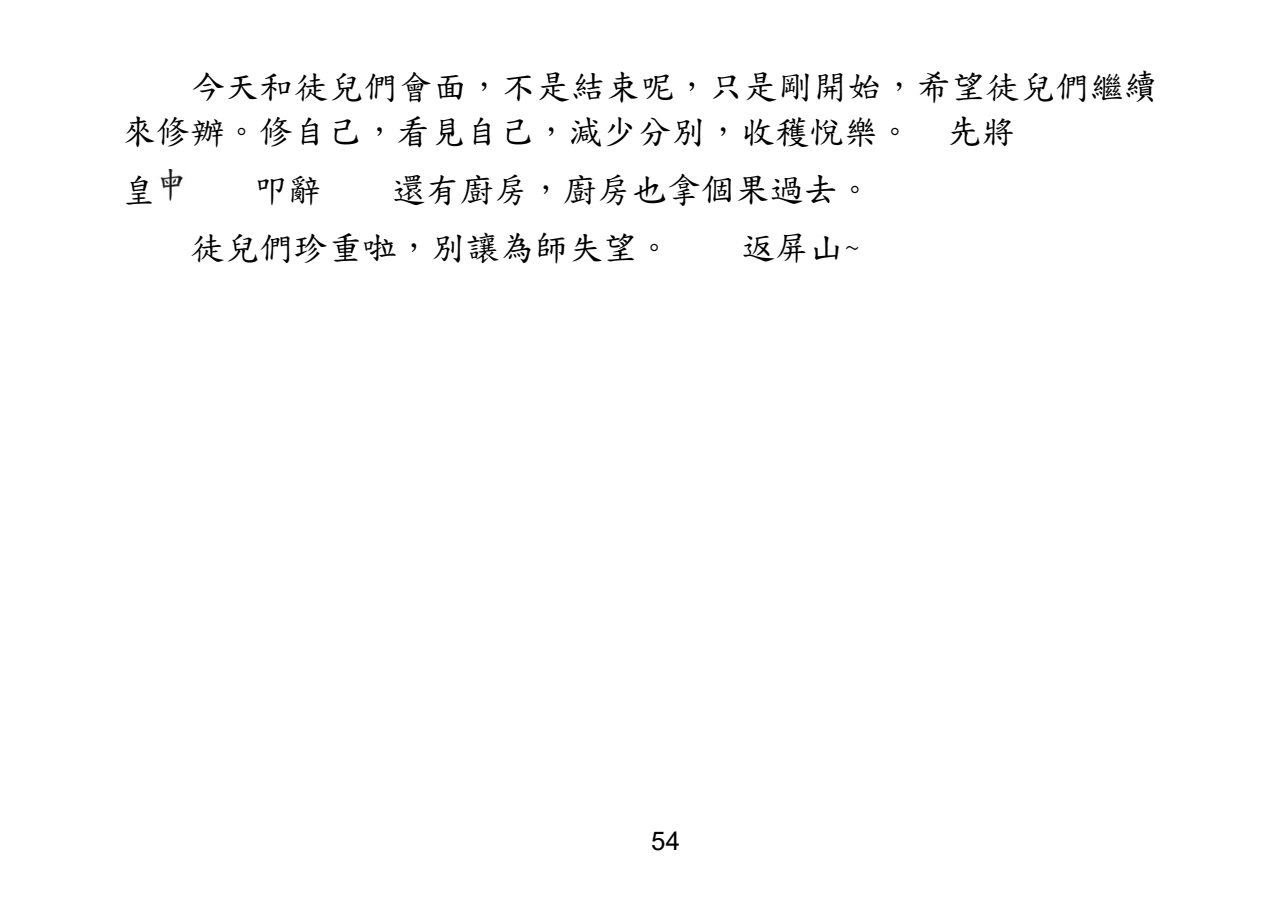 今天和徒兒們會面，不是結束呢，只是剛開始，希望徒兒們繼續
來修辦。修自己，看見自己，減少分別，收穫悅樂。　先將
皇𰀁　　叩辭　　還有廚房，廚房也拿個果過去。
徒兒們珍重啦，別讓為師失望。　　返屏山~
54